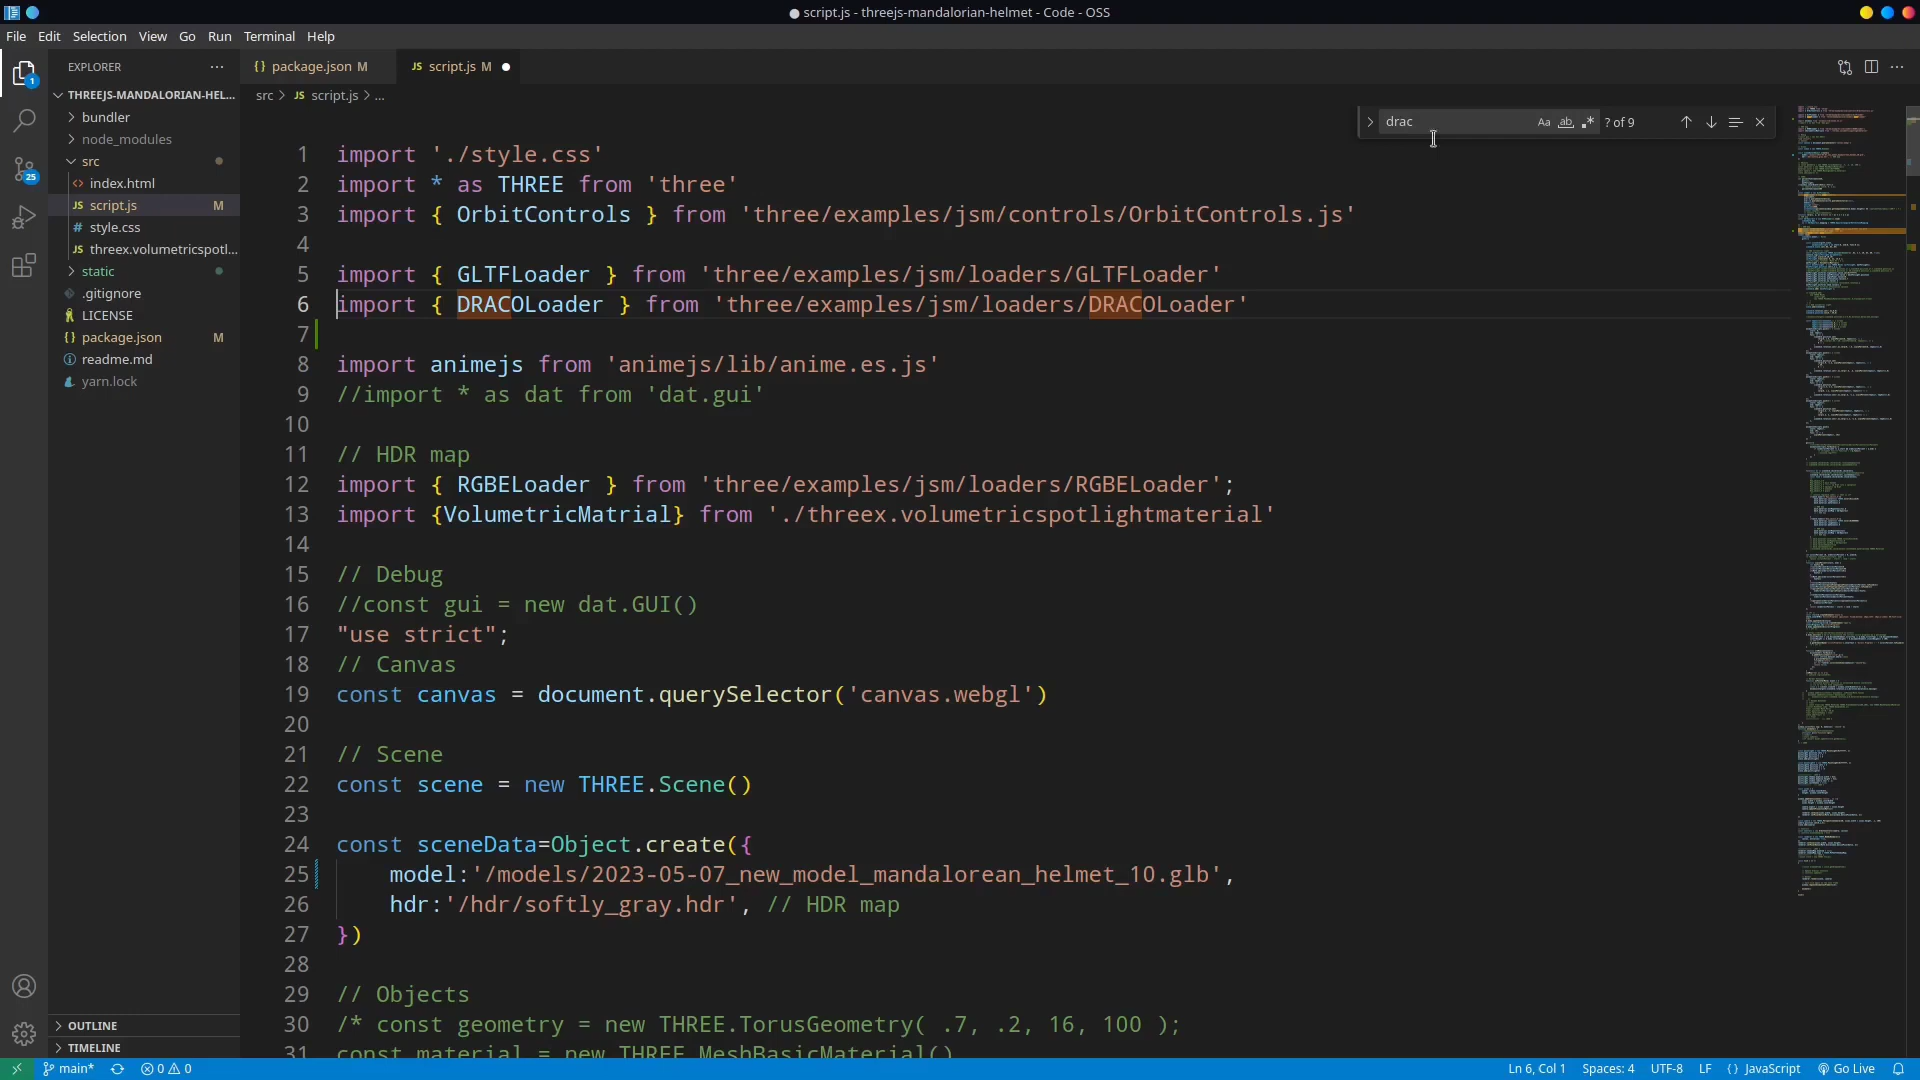 script.js - threejs-mandalorian-helmet - Code - OSS
File Edit Selection View Go Run Terminal Help
EXPLORER
THREEJS-MANDALORIAN-HEL...
bundler
node_modules
src
index.html
script.js M
style.css
threex.volumetricspotl...
static
.gitignore
LICENSE
package.json M
readme.md
yarn.lock
OUTLINE
TIMELINE
1
25
{} package.json M JS script.js M
src > JS script.js > ...
drac Aa ab .* ? of 9
1 import './style.css'
2 import * as THREE from 'three'
3 import { OrbitControls } from 'three/examples/jsm/controls/OrbitControls.js'
4
5 import { GLTFLoader } from 'three/examples/jsm/loaders/GLTFLoader'
6 import { DRACOLoader } from 'three/examples/jsm/loaders/DRACOLoader'
7
8 import animejs from 'animejs/lib/anime.es.js'
9 //import * as dat from 'dat.gui'
10
11 // HDR map
12 import { RGBELoader } from 'three/examples/jsm/loaders/RGBELoader';
13 import {VolumetricMatrial} from './threex.volumetricspotlightmaterial'
14
15 // Debug
16 //const gui = new dat.GUI()
17 "use strict";
18 // Canvas
19 const canvas = document.querySelector('canvas.webgl')
20
21 // Scene
22 const scene = new THREE.Scene()
23
24 const sceneData=Object.create({
25 model:'/models/2023-05-07_new_model_mandalorean_helmet_10.glb',
26 hdr:'/hdr/softly_gray.hdr', // HDR map
27 })
28
29 // Objects
30 /* const geometry = new THREE.TorusGeometry( .7, .2, 16, 100 );
31 const material = new THREE.MeshBasicMaterial()
main* 0 0 Ln 6, Col 1 Spaces: 4 UTF-8 LF {} JavaScript Go Live